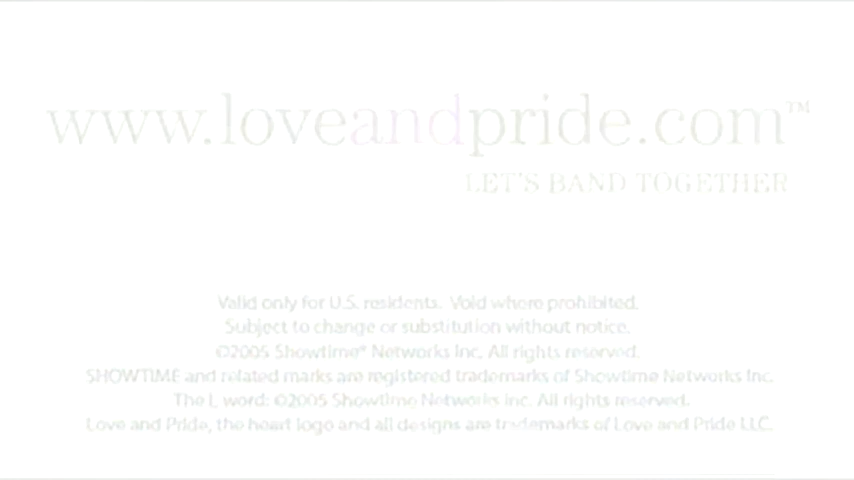 www.loveandpride.com™
LET'S BAND TOGETHER
Valid only for U.S. residents. Void where prohibited.
Subject to change or substitution without notice.
©2005 Showtime® Networks Inc. All rights reserved.
SHOWTIME and related marks are registered trademarks of Showtime Networks Inc.
The L word: ©2005 Showtime Networks Inc. All rights reserved.
Love and Pride, the heart logo and all designs are trademarks of Love and Pride LLC.